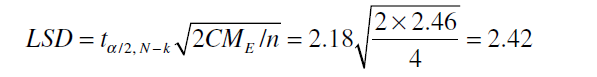 LSD = t_{α/2, N−k} √(2CM_E /n) = 2.18 √((2 × 2.46)/4) = 2.42